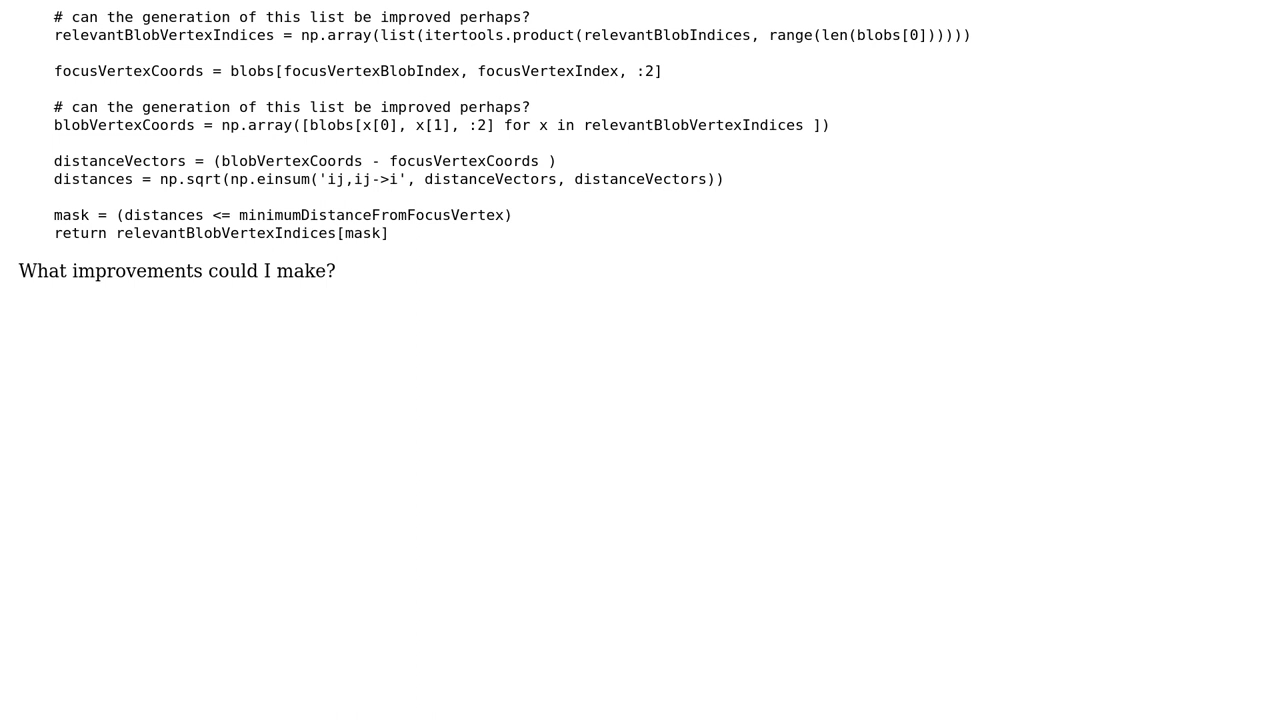 # can the generation of this list be improved perhaps?
relevantBlobVertexIndices = np.array(list(itertools.product(relevantBlobIndices, range(len(blobs[0])))))) 
focusVertexCoords = blobs[focusVertexBlobIndex, focusVertexIndex, :2]
# can the generation of this list be improved perhaps?
blobVertexCoords = np.array([blobs[x[0], x[1], :2] for x in relevantBlobVertexIndices ])
distanceVectors = (blobVertexCoords - focusVertexCoords )
distances = np.sqrt(np.einsum('ij,ij->i', distanceVectors, distanceVectors))
mask = (distances <= minimumDistanceFromFocusVertex)
return relevantBlobVertexIndices[mask]
What improvements could I make?